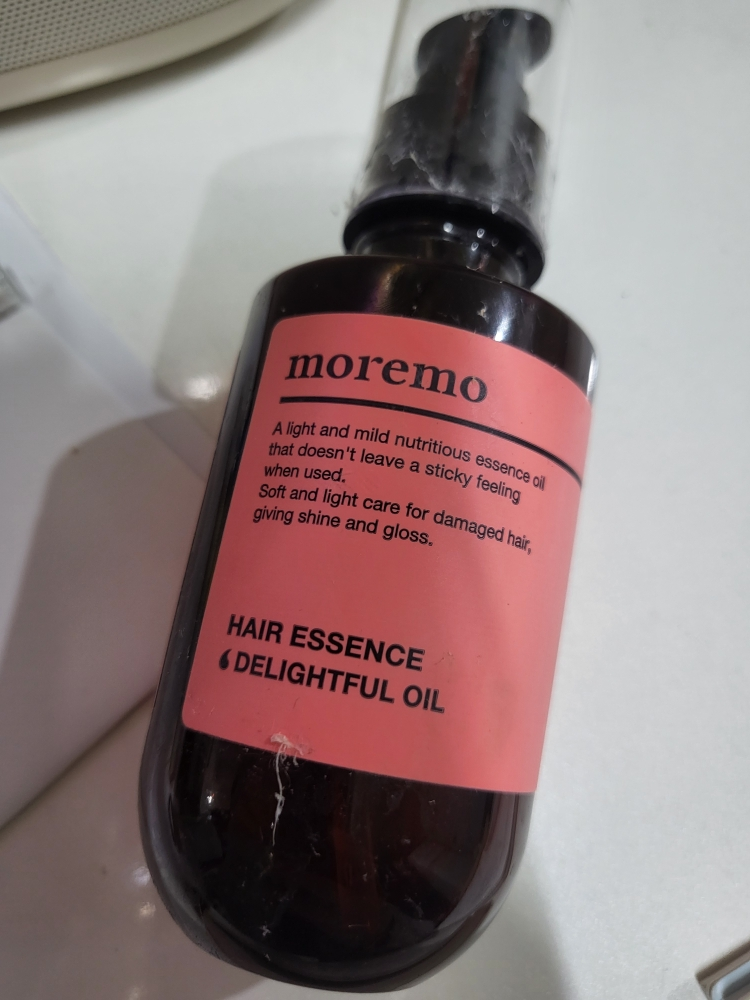 moremo
A light and mild nutritious essence oil
that doesn't leave a sticky feeling
when used.
Soft and light care for damaged hair,
giving shine and gloss.
HAIR ESSENCE
DELIGHTFUL OIL